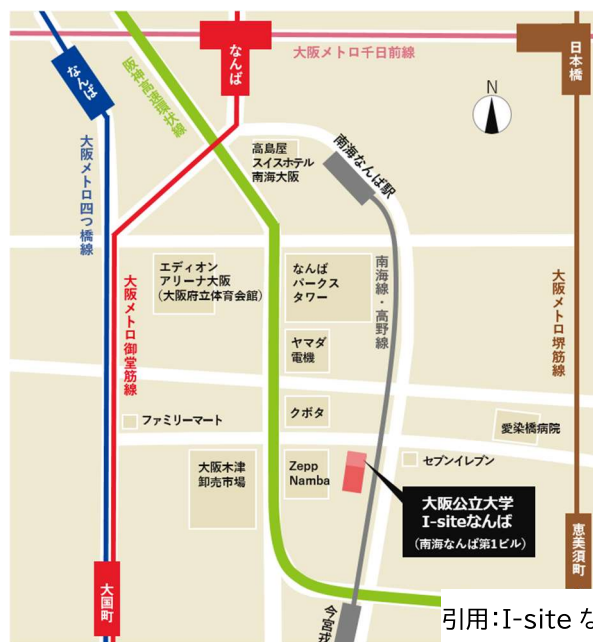 なんば
大阪メトロ千日前線
日本橋
なんば
阪神高速環状線
N
高島屋
スイスホテル
南海大阪
南海なんば駅
大阪メトロ四つ橋線
エディオン
アリーナ大阪
(大阪府立体育会館)
なんば
パークス
タワー
南海線・高野線
大阪メトロ堺筋線
大阪メトロ御堂筋線
ヤマダ
電機
クボタ
ファミリーマート
愛染橋病院
大阪木津
卸売市場
Zepp
Namba
セブンイレブン
大阪公立大学
I-siteなんば
(南海なんば第1ビル)
恵美須町
大国町
今宮戎
引用:I-site な